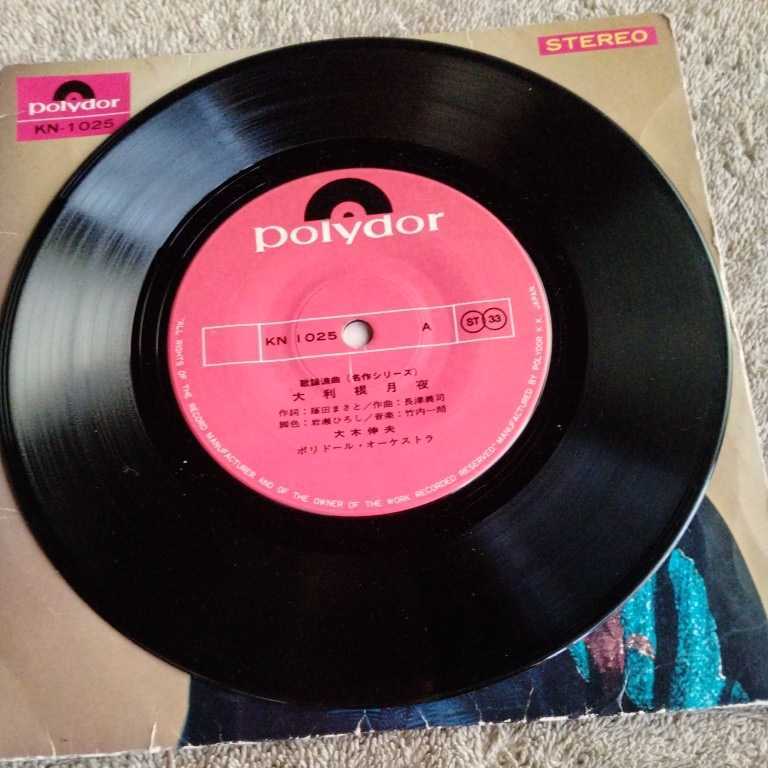 polydor
KN-1025
STEREO
polydor
KN 1025 A ST 33
歌謡浪曲 (名作シリーズ)
大利根月夜
作詞:藤田まさと/作曲:長津義司
脚色:岩瀬ひろし/音楽:竹内一朗
大木伸夫
ポリドール・オーケストラ
"ALL RIGHTS OF THE RECORD MANUFACTURER AND OF THE OWNER OF THE WORK RECORDED RESERVED" MANUFACTURED BY POLYDOR K.K. JAPAN